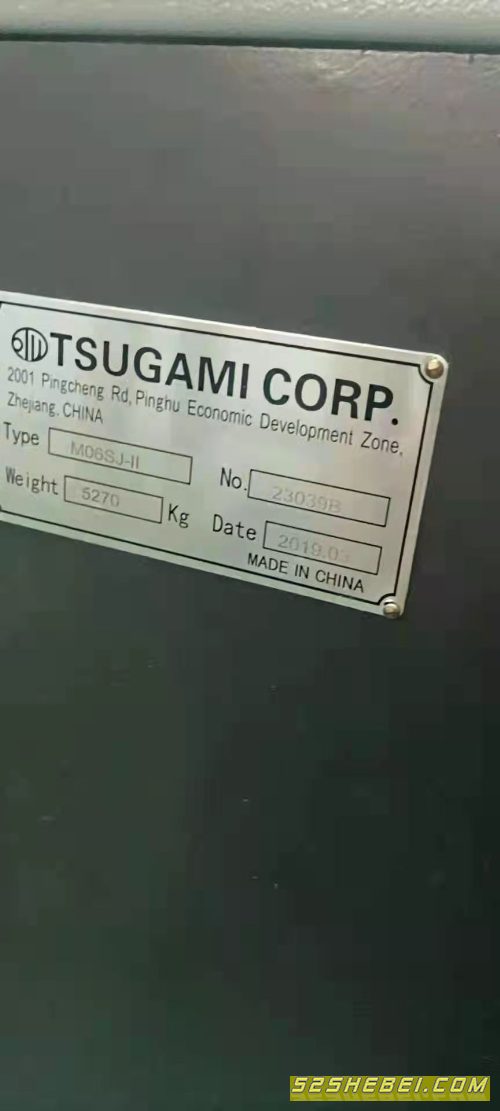 TSUGAMI CORP.
2001 Pingcheng Rd, Pinghu Economic Development Zone,
Zhejiang, CHINA
Type M06SJ-II No.
Weight 5270 Kg Date 2019.03
MADE IN CHINA
52SHEBEI.COM